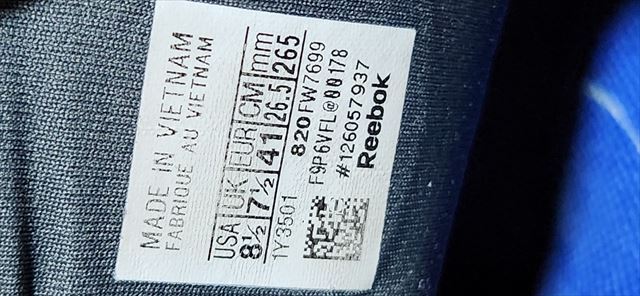 MADE IN VIETNAM
FABRIQUE AU VIETNAM
USA UK EUR CM mm
8½ 7½ 41 26.5 265
1Y3501 820FW7699
F9P6VFL@00178
#126057937
Reebok